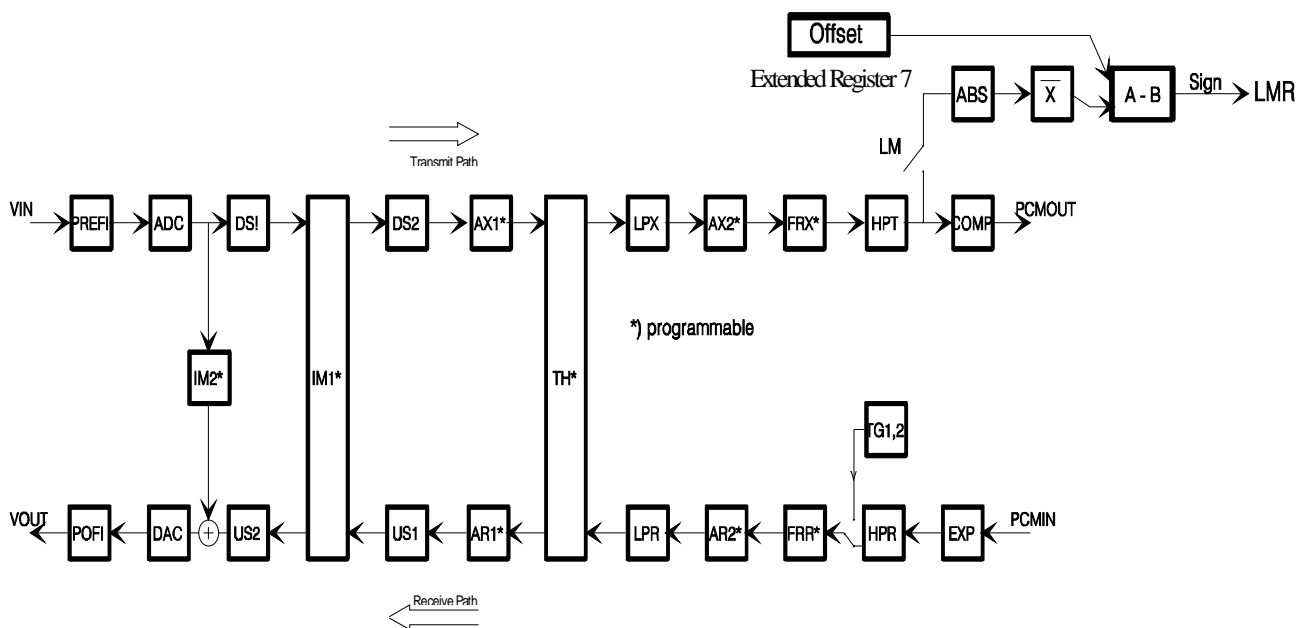 Offset
Extended Register 7
ABS
X
A - B
Sign
LMR
Transmit Path
LM
VIN
PREFI
ADC
DS!
IM1*
DS2
AX1*
TH*
LPX
AX2*
FRX*
HPT
COMP
PCMOUT
*) programmable
IM2*
TG1,2
VOUT
POFI
DAC
+
US2
US1
AR1*
LPR
AR2*
FRR*
HPR
EXP
PCMIN
Receive Path